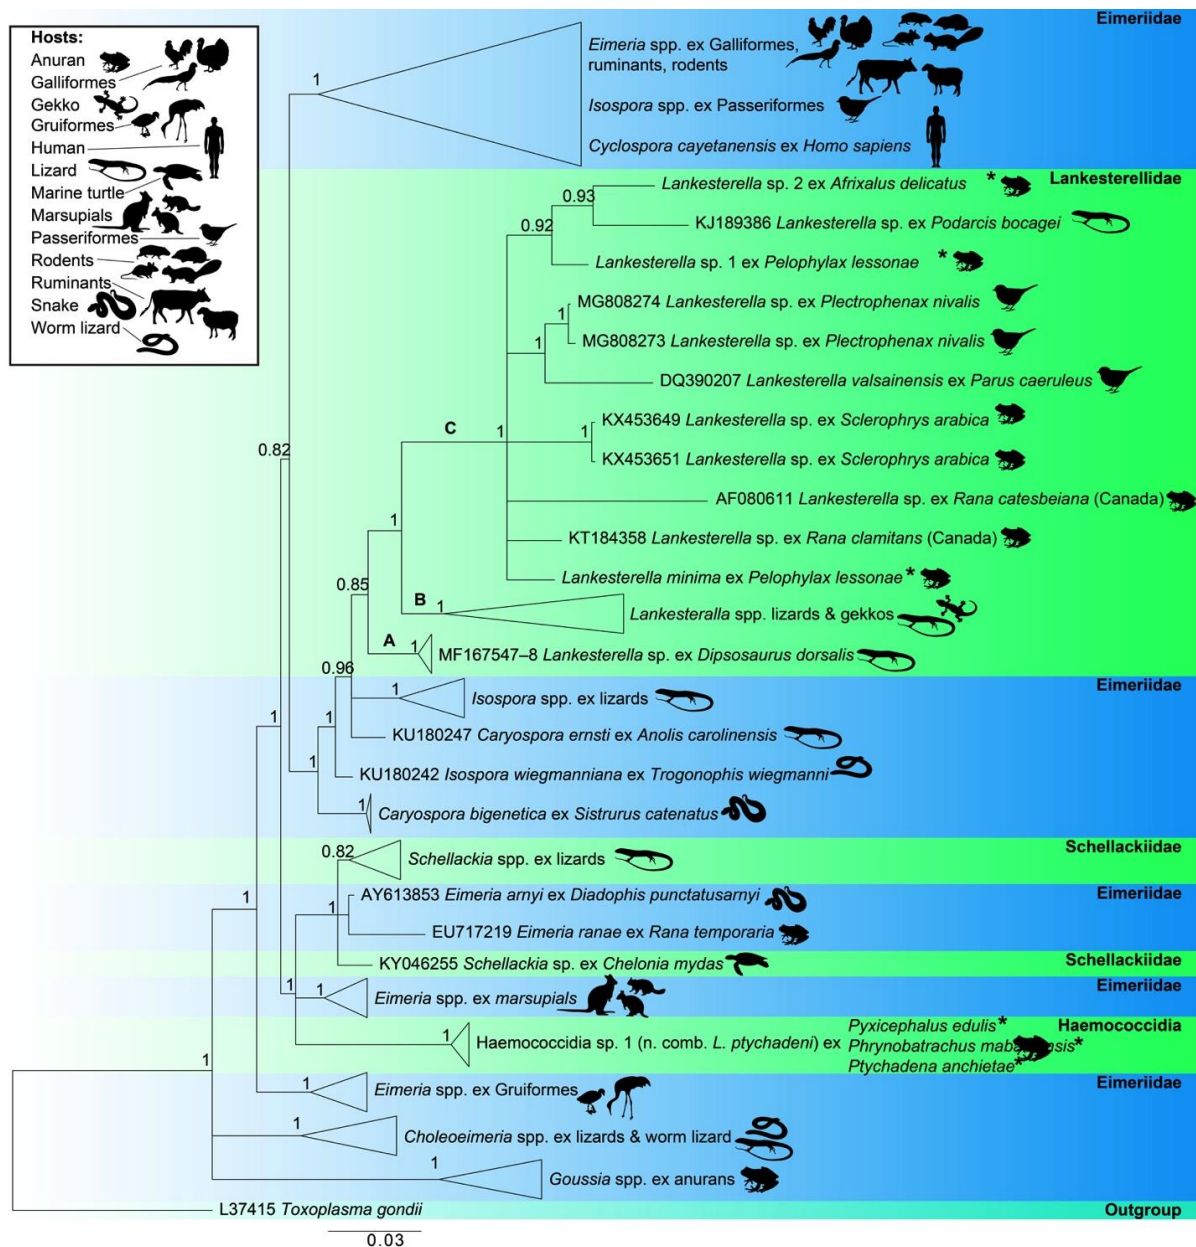 Eimeriidae
Hosts:
Anuran
Galliformes
Gekko
Gruiformes
Human
Lizard
Marine turtle
Marsupials
Passeriformes
Rodents
Ruminants
Snake
Worm lizard
1
Eimeria spp. ex Galliformes,
ruminants, rodents
Isospora spp. ex Passeriformes
Cyclospora cayetanensis ex Homo sapiens
Lankesterellidae
Lankesterella sp. 2 ex Afrixalus delicatus *
0.93
0.92
KJ189386 Lankesterella sp. ex Podarcis bocagei
Lankesterella sp. 1 ex Pelophylax lessonae *
MG808274 Lankesterella sp. ex Plectrophenax nivalis
1
1
MG808273 Lankesterella sp. ex Plectrophenax nivalis
DQ390207 Lankesterella valsainensis ex Parus caeruleus
KX453649 Lankesterella sp. ex Sclerophrys arabica
C
1
1
0.82
KX453651 Lankesterella sp. ex Sclerophrys arabica
AF080611 Lankesterella sp. ex Rana catesbeiana (Canada)
1
KT184358 Lankesterella sp. ex Rana clamitans (Canada)
0.85
Lankesterella minima ex Pelophylax lessonae *
B
1
Lankesteralla spp. lizards & gekkos
A
1
MF167547–8 Lankesterella sp. ex Dipsosaurus dorsalis
0.96
Eimeriidae
1
Isospora spp. ex lizards
1
1
KU180247 Caryospora ernsti ex Anolis carolinensis
1
KU180242 Isospora wiegmanniana ex Trogonophis wiegmanni
1
Caryospora bigenetica ex Sistrurus catenatus
Schellackiidae
0.82
Schellackia spp. ex lizards
Eimeriidae
AY613853 Eimeria arnyi ex Diadophis punctatusarnyi
1
1
EU717219 Eimeria ranae ex Rana temporaria
Schellackiidae
KY046255 Schellackia sp. ex Chelonia mydas
Eimeriidae
1
1
Eimeria spp. ex marsupials
Haemococcidia
Pyxicephalus edulis *
1
Haemococcidia sp. 1 (n. comb. L. ptychadeni) ex
Phrynobatrachus *
Ptychadena anchietae *
1
Eimeriidae
1
Eimeria spp. ex Gruiformes
1
Choleoeimeria spp. ex lizards & worm lizard
1
Goussia spp. ex anurans
L37415 Toxoplasma gondii
Outgroup
0.03